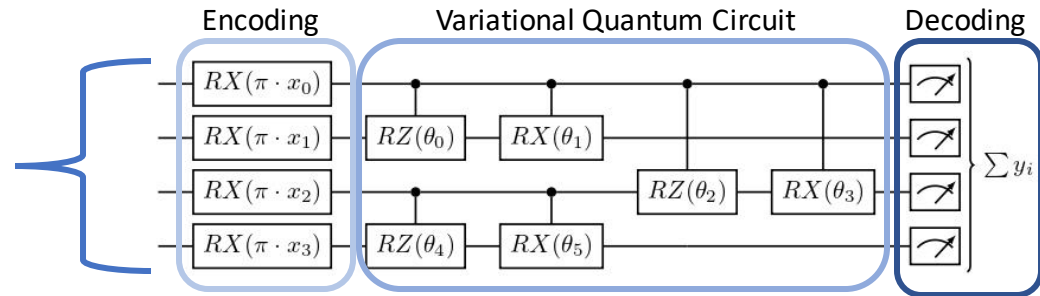 Encoding Variational Quantum Circuit Decoding
RX(π · x₀)
RX(π · x₁) RZ(θ₀) RX(θ₁)
RX(π · x₂) RZ(θ₂) RX(θ₃) ∑ yᵢ
RX(π · x₃) RZ(θ₄) RX(θ₅)